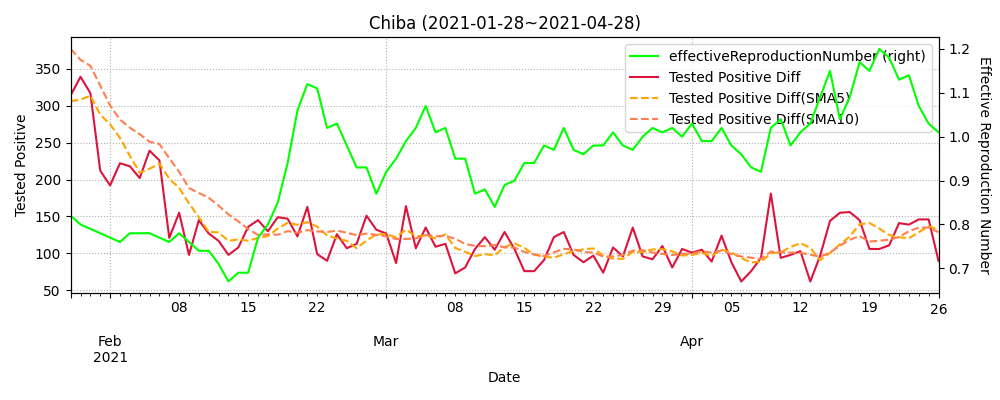 Chiba (2021-01-28~2021-04-28)
effectiveReproductionNumber (right)
Tested Positive Diff
Tested Positive Diff(SMA5)
Tested Positive Diff(SMA10)
Tested Positive
350
300
250
200
150
100
50
1.2
1.1
1.0
0.9
0.8
0.7
Effective Reproduction Number
08 15 22 08 15 22 29 05 12 19 26
Feb Mar Apr
2021
Date